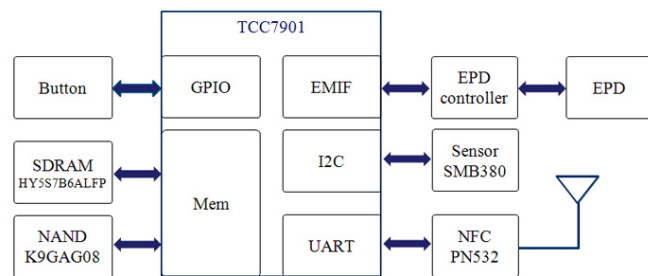 TCC7901
Button
GPIO
EMIF
EPD
controller
EPD
SDRAM
HY5S7B6ALFP
Mem
I2C
Sensor
SMB380
NAND
K9GAG08
UART
NFC
PN532